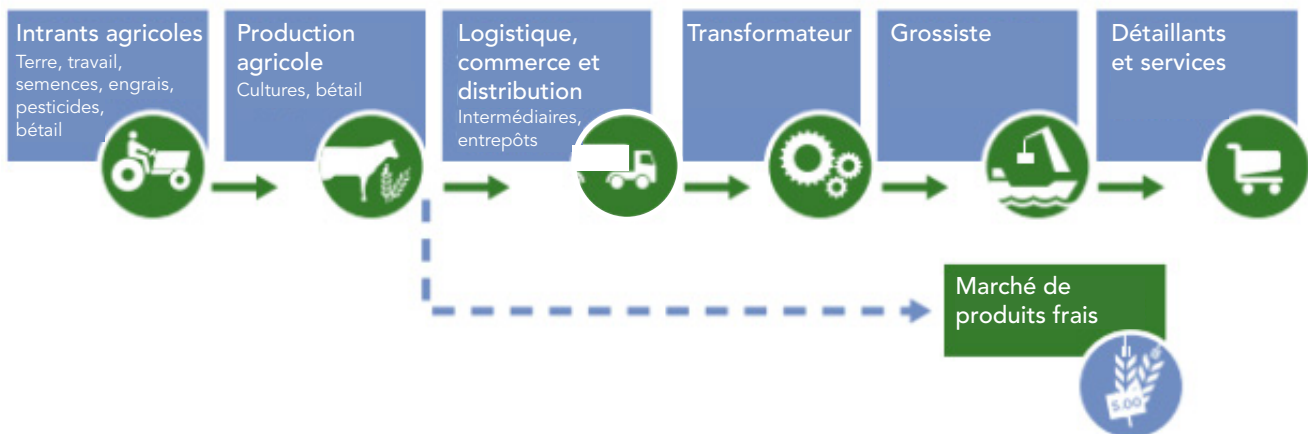 Intrants agricoles
Terre, travail,
semences, engrais,
pesticides,
bétail
Production
agricole
Cultures, bétail
Logistique,
commerce et
distribution
Intermédiaires,
entrepôts
Transformateur
Grossiste
Détaillants
et services
Marché de
produits frais
5.00